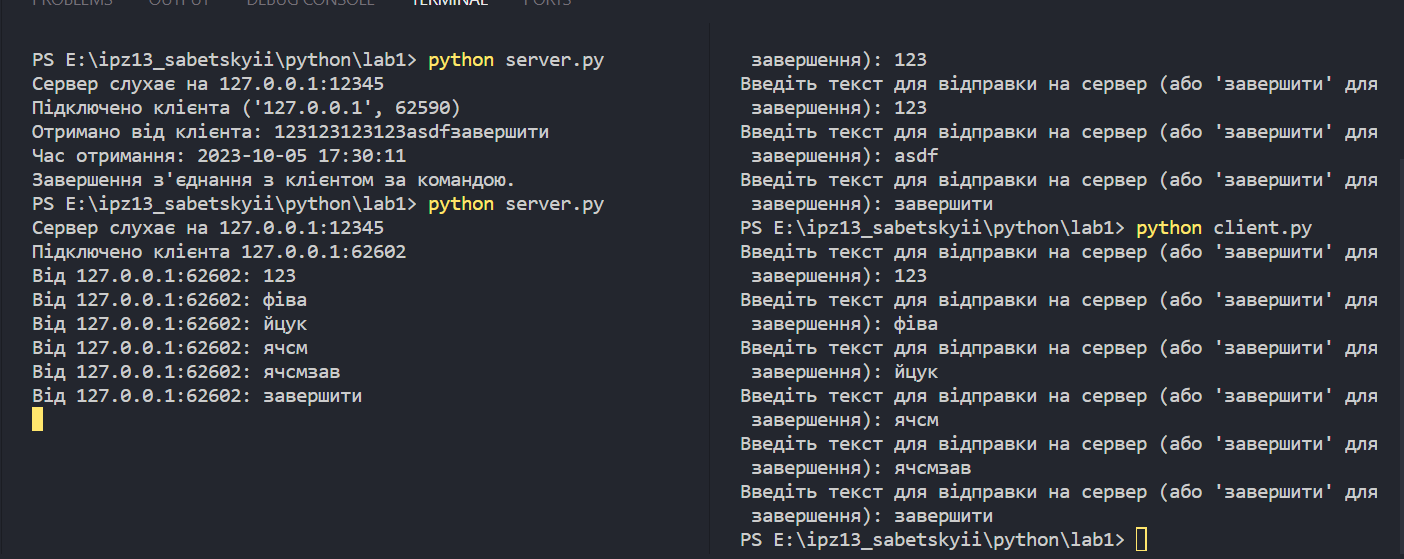 PROBLEMS OUTPUT DEBUG CONSOLE TERMINAL PORTS
PS E:\ipz13_sabetskyii\python\lab1> python server.py
Сервер слухає на 127.0.0.1:12345
Підключено клієнта ('127.0.0.1', 62590)
Отримано від клієнта: 123123123123asdfзавершити
Час отримання: 2023-10-05 17:30:11
Завершення з'єднання з клієнтом за командою.
PS E:\ipz13_sabetskyii\python\lab1> python server.py
Сервер слухає на 127.0.0.1:12345
Підключено клієнта 127.0.0.1:62602
Від 127.0.0.1:62602: 123
Від 127.0.0.1:62602: фіва
Від 127.0.0.1:62602: йцук
Від 127.0.0.1:62602: ячсм
Від 127.0.0.1:62602: ячсмзав
Від 127.0.0.1:62602: завершити
завершення): 123
Введіть текст для відправки на сервер (або 'завершити' для
завершення): 123
Введіть текст для відправки на сервер (або 'завершити' для
завершення): asdf
Введіть текст для відправки на сервер (або 'завершити' для
завершення): завершити
PS E:\ipz13_sabetskyii\python\lab1> python client.py
Введіть текст для відправки на сервер (або 'завершити' для
завершення): 123
Введіть текст для відправки на сервер (або 'завершити' для
завершення): фіва
Введіть текст для відправки на сервер (або 'завершити' для
завершення): йцук
Введіть текст для відправки на сервер (або 'завершити' для
завершення): ячсм
Введіть текст для відправки на сервер (або 'завершити' для
завершення): ячсмзав
Введіть текст для відправки на сервер (або 'завершити' для
завершення): завершити
PS E:\ipz13_sabetskyii\python\lab1>